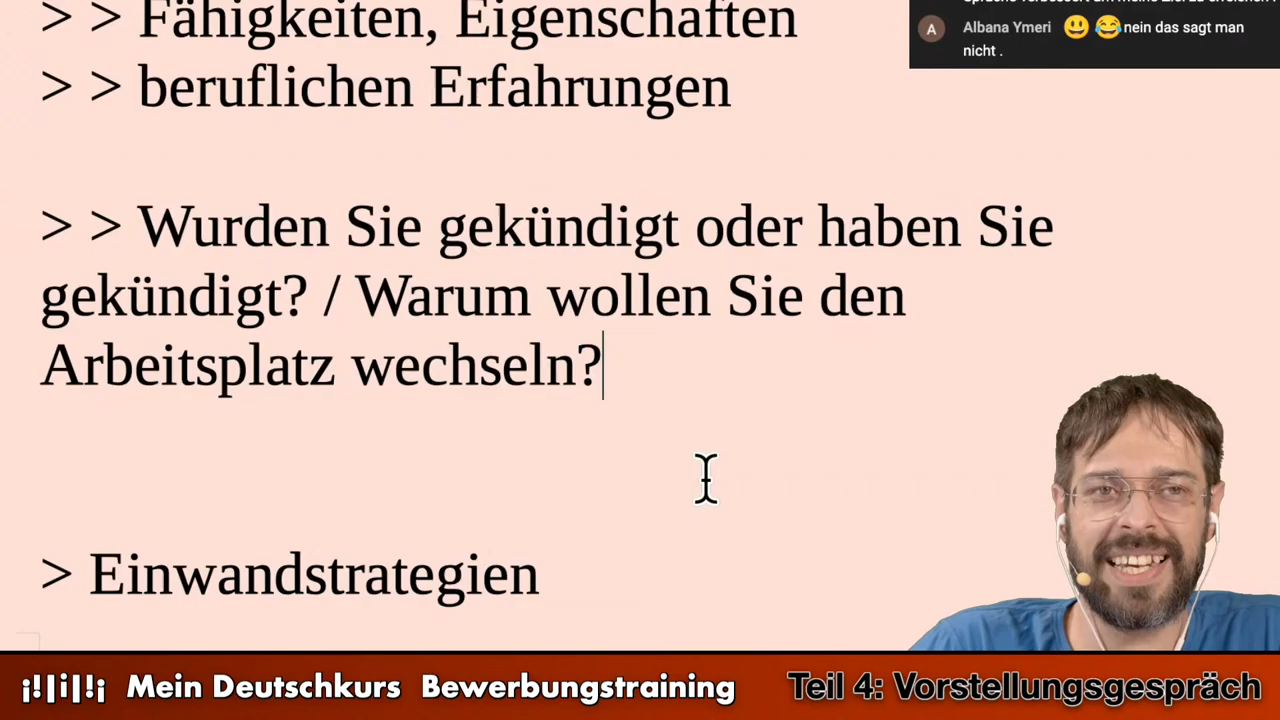 > > Fähigkeiten, Eigenschaften
> > beruflichen Erfahrungen
> > Wurden Sie gekündigt oder haben Sie
gekündigt? / Warum wollen Sie den
Arbeitsplatz wechseln?
> Einwandstrategien
A Albana Ymeri 😃 😂 nein das sagt man
nicht .
¡!¡i¡!¡ Mein Deutschkurs Bewerbungstraining
Teil 4: Vorstellungsgespräch